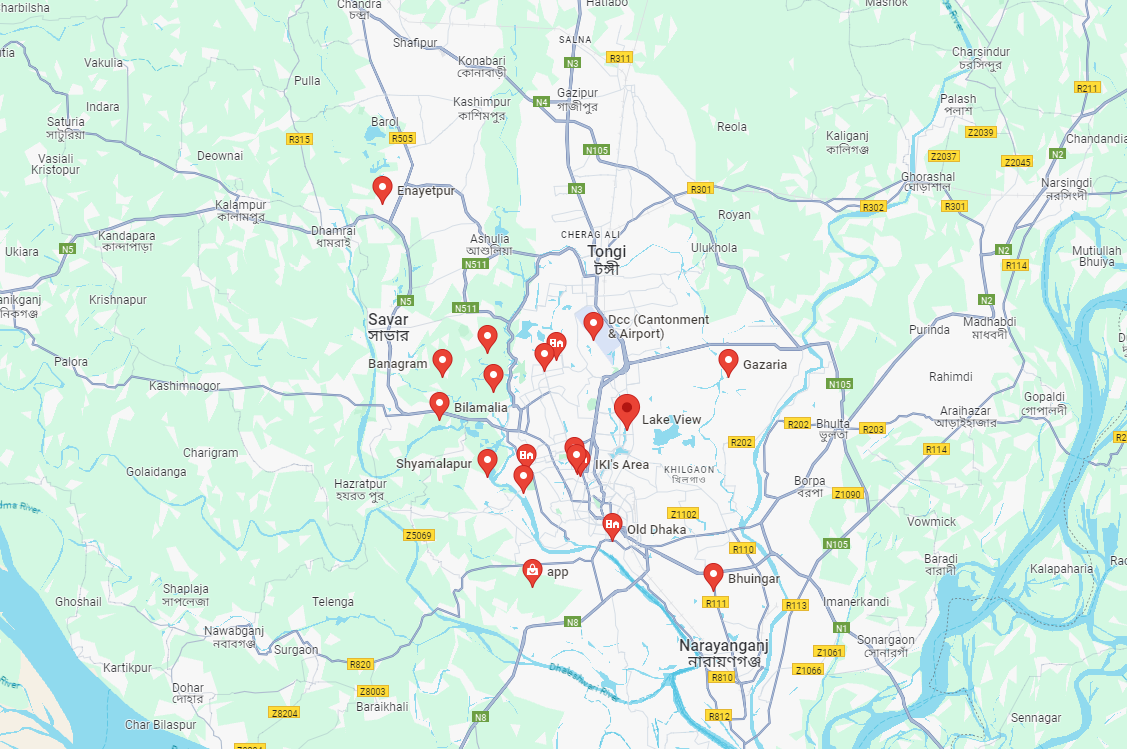 harbilsha
Chandra
চন্দ্রা
Hatiabo
Mashok
Shafipur
SALNA
N3
R311
Charsindur
চরসিন্দুর
Vakulia
Konabari
কোনাবাড়ী
Pulla
R211
Indara
Kashimpur
কাশিমপুর
N4
Gazipur
গাজীপুর
Palash
পলাশ
Saturia
সাটুরিয়া
Barol
R315
R505
Reola
Kaliganj
কালিগঞ্জ
Z2039
Chandandia
Vasiali
Kristopur
Deownai
N105
Z2037
Z2045
N2
Enayetpur
N3
R301
Ghorashal
ঘোড়াশাল
Narsingdi
নরসিংদী
Kalampur
কালামপুর
R302
R301
Royan
Dhamrai
ধামরাই
Kandapara
কান্দাপাড়া
Ashulia
আশুলিয়া
CHERAG ALI
Tongi
টঙ্গী
Uluknola
Ukiara
N5
N511
N2
R114
Mutiullah
Bhuiya
anikganj
Krishnapur
N5
N511
N2
Savar
সাভার
Dcc (Cantonment
& Airport)
Purinda
Madhabdi
মাধবদী
Palora
Banagram
Gazaria
Kashimnogor
N105
Rahimdi
Bilamalia
Lake View
Gopaldi
গোপালদী
Araihazar
আড়াইহাজার
R202
Bhulta
ভুলতা
R203
R202
R114
R2
Charigram
Shyamalapur
IKI's Area
KHILGAON
খিলগাও
Golaidanga
Hazratpur
হযরত পুর
Borpa
বরপা
Z1090
Z1102
Vowmick
Old Dhaka
Z5069
R110
N105
Baradi
বারাদী
Kalapaharia
app
Bhuingar
Shaplaja
সাপলেজা
Ghoshail
Telenga
R111
R113
Imanerkandi
N8
N1
Nawabganj
নবাবগঞ্জ
Surgaon
Narayanganj
নারায়ণগঞ্জ
Sonargaon
সোনারগাঁ
Z1061
Kartikpur
R820
Dhaleshwari River
R810
Z1066
Dohar
দোহার
Z8003
Baraikhali
Z8204
N8
R812
Char Bilaspur
Sennagar